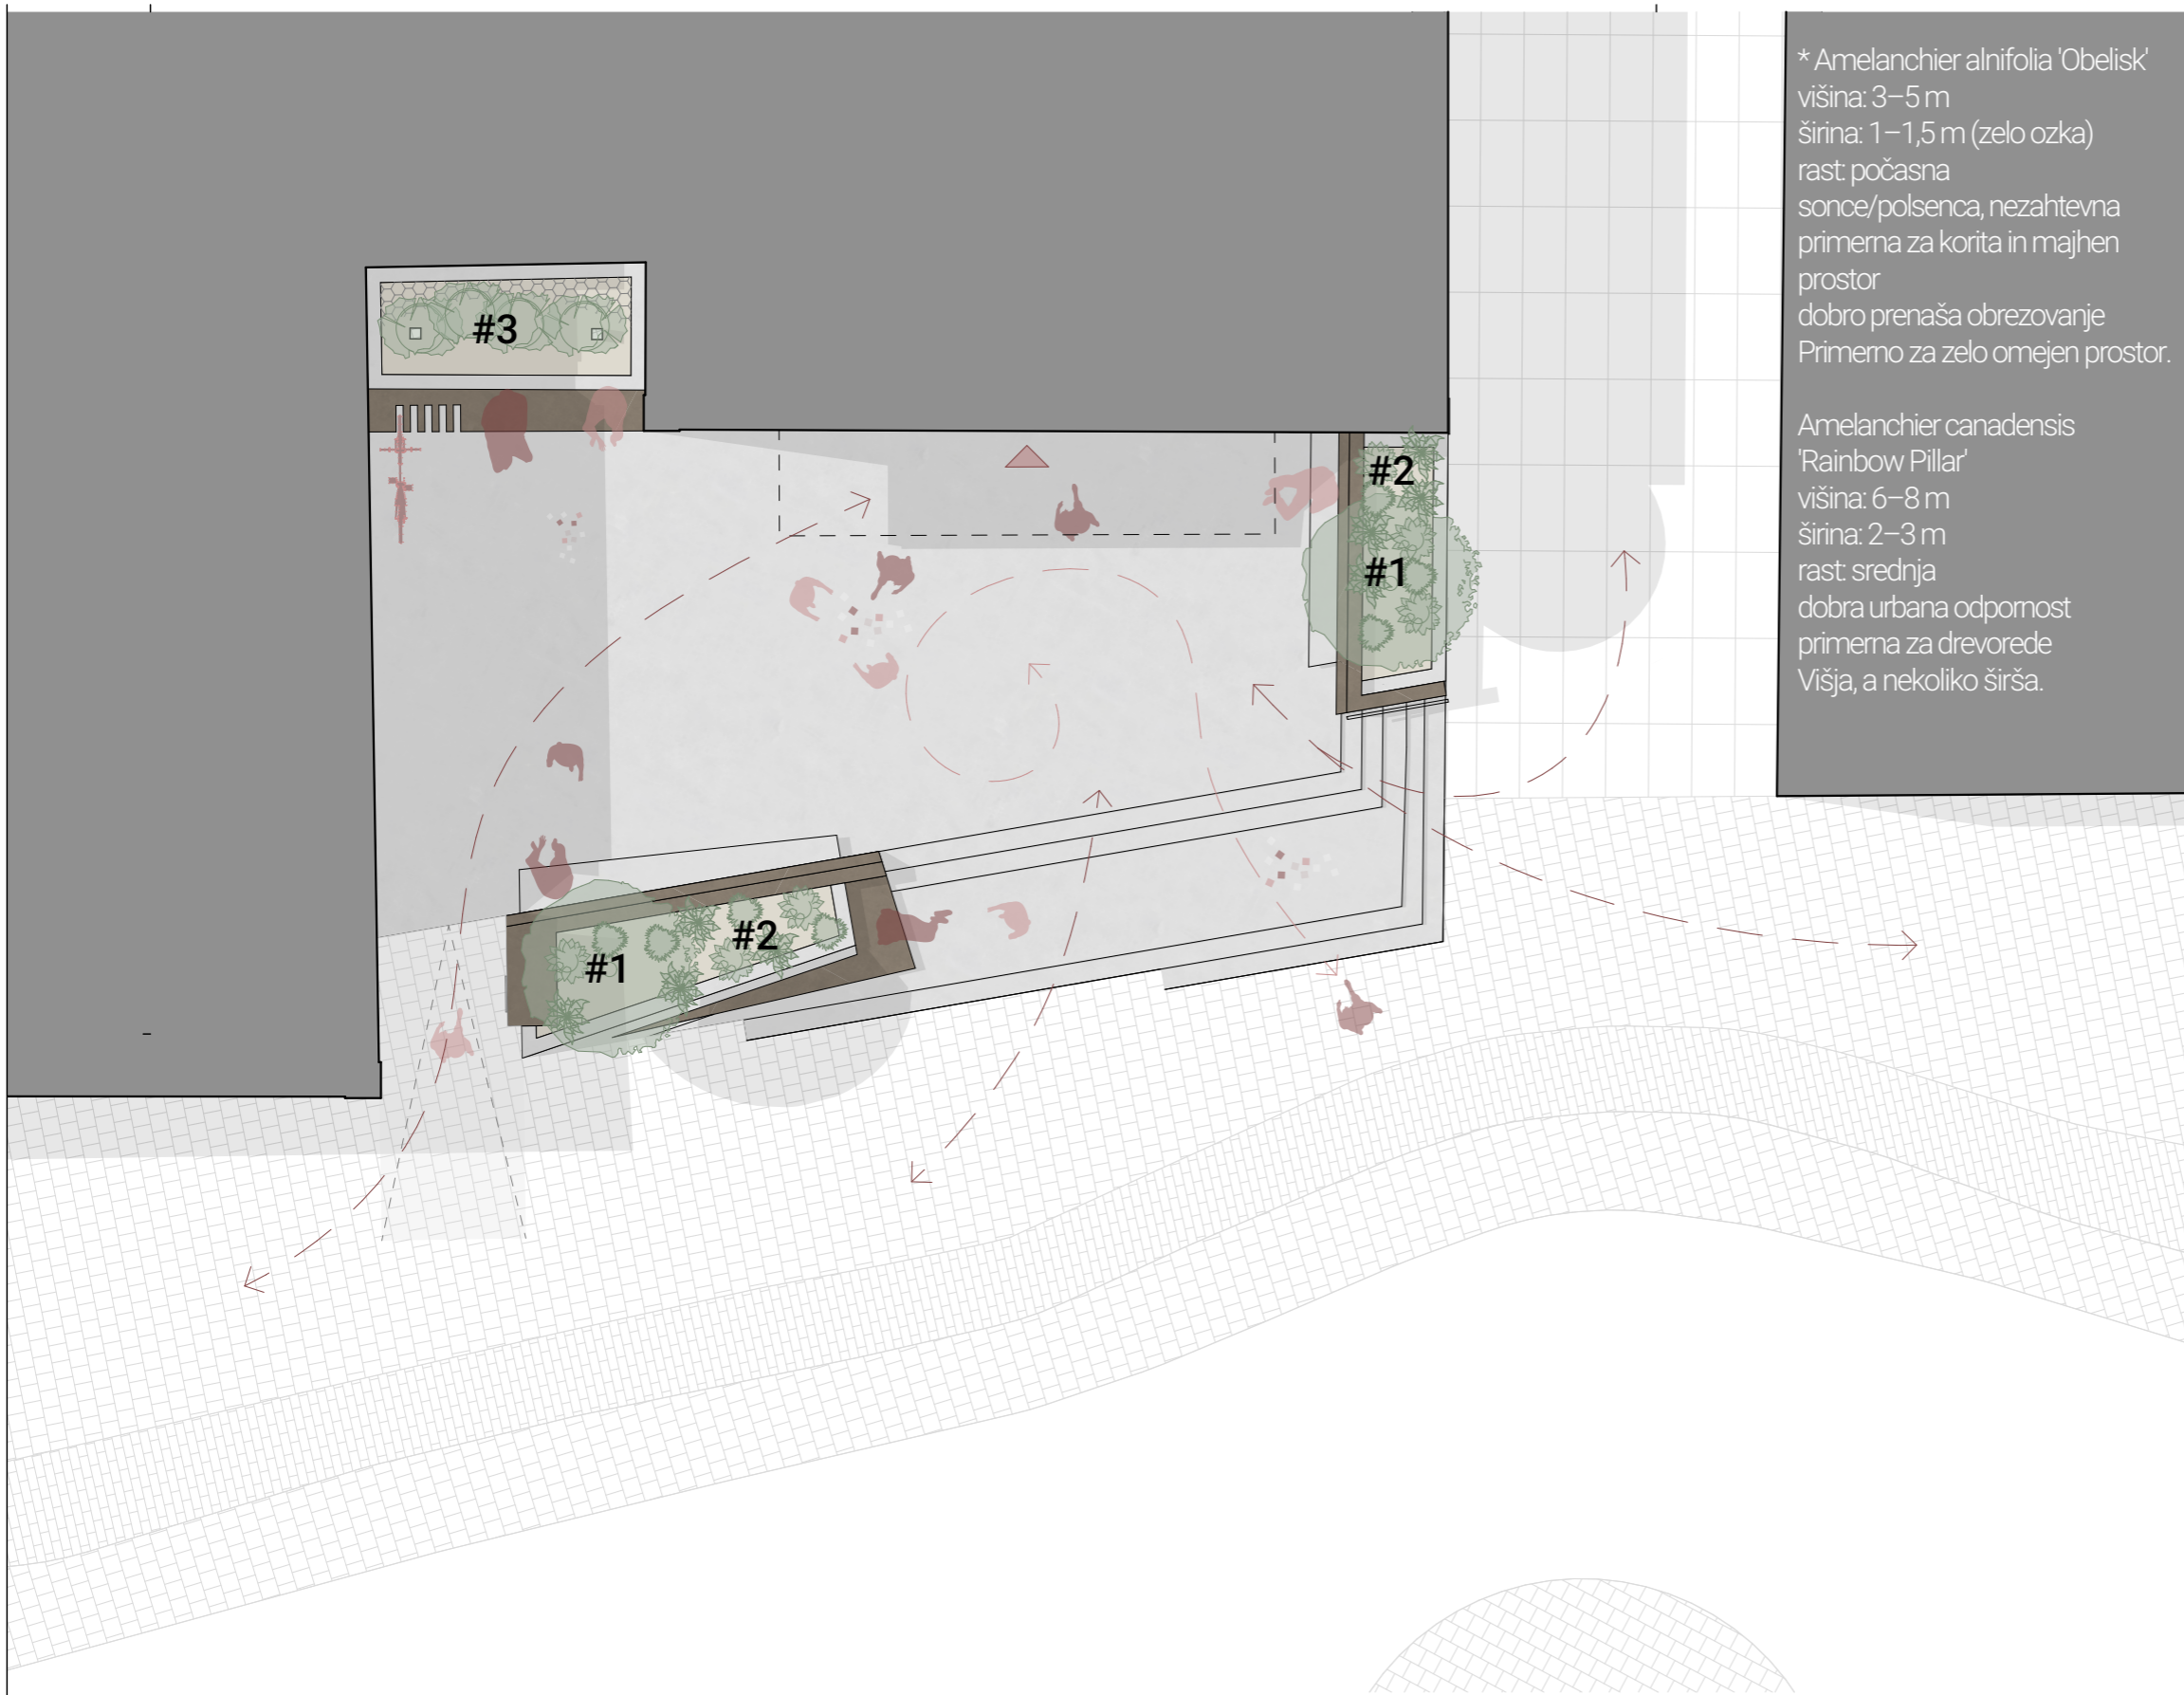 * Amelanchier alnifolia 'Obelisk'
višina: 3–5 m
širina: 1–1,5 m (zelo ozka)
rast: počasna
sonce/polsenca, nezahtevna
primerna za korita in majhen
prostor
dobro prenaša obrezovanje
Primerno za zelo omejen prostor.
Amelanchier canadensis
'Rainbow Pillar'
višina: 6–8 m
širina: 2–3 m
rast: srednja
dobra urbana odpornost
primerna za drevorede
Višja, a nekoliko širša.
#3
#2
#1
#2
#1